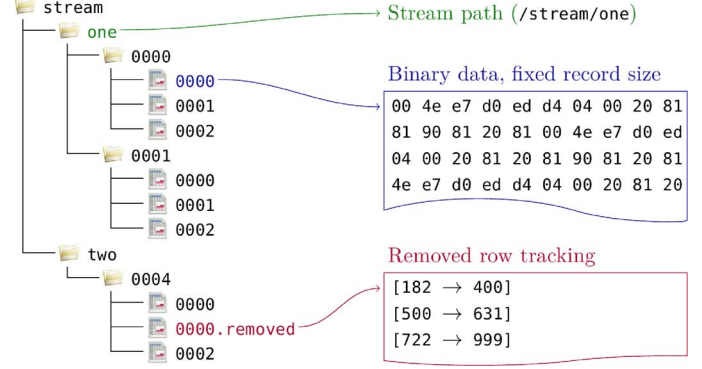 stream
one
0000
0000
0001
0002
0001
0000
0001
0002
two
0004
0000
0000.removed
0002
Stream path (/stream/one)
Binary data, fixed record size
00 4e e7 d0 ed d4 04 00 20 81
81 90 81 20 81 00 4e e7 d0 ed
04 00 20 81 20 81 90 81 20 81
4e e7 d0 ed d4 04 00 20 81 20
Removed row tracking
[182 → 400]
[500 → 631]
[722 → 999]